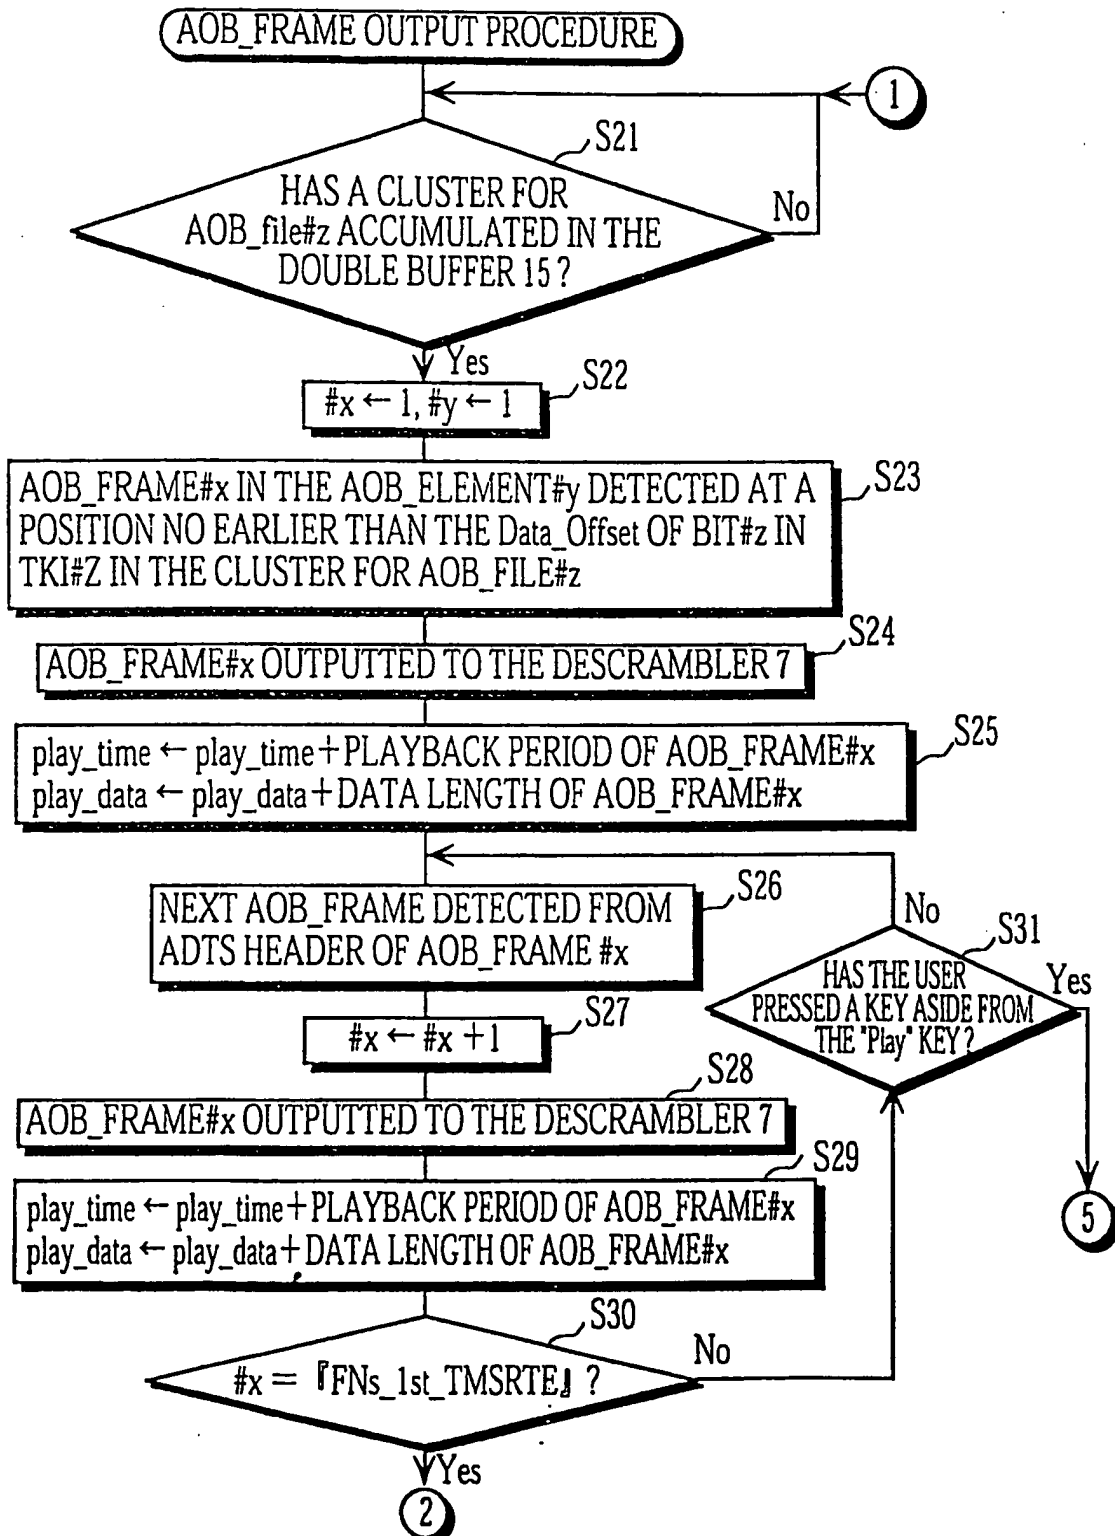 AOB_FRAME OUTPUT PROCEDURE
1
S21
HAS A CLUSTER FOR
AOB_file#z ACCUMULATED IN THE
DOUBLE BUFFER 15?
No
Yes
S22
#x ← 1, #y ← 1
S23
AOB_FRAME#x IN THE AOB_ELEMENT#y DETECTED AT A
POSITION NO EARLIER THAN THE Data_Offset OF BIT#z IN
TKI#Z IN THE CLUSTER FOR AOB_FILE#z
S24
AOB_FRAME#x OUTPUTTED TO THE DESCRAMBLER 7
S25
play_time ← play_time+PLAYBACK PERIOD OF AOB_FRAME#x
play_data ← play_data+DATA LENGTH OF AOB_FRAME#x
S26
NEXT AOB_FRAME DETECTED FROM
ADTS HEADER OF AOB_FRAME #x
No
S31
HAS THE USER
PRESSED A KEY ASIDE FROM
THE "Play" KEY?
Yes
S27
#x ← #x +1
S28
AOB_FRAME#x OUTPUTTED TO THE DESCRAMBLER 7
S29
play_time ← play_time+PLAYBACK PERIOD OF AOB_FRAME#x
play_data ← play_data+DATA LENGTH OF AOB_FRAME#x
5
S30
#x = 『FNs_1st_TMSRTE』?
No
Yes
2